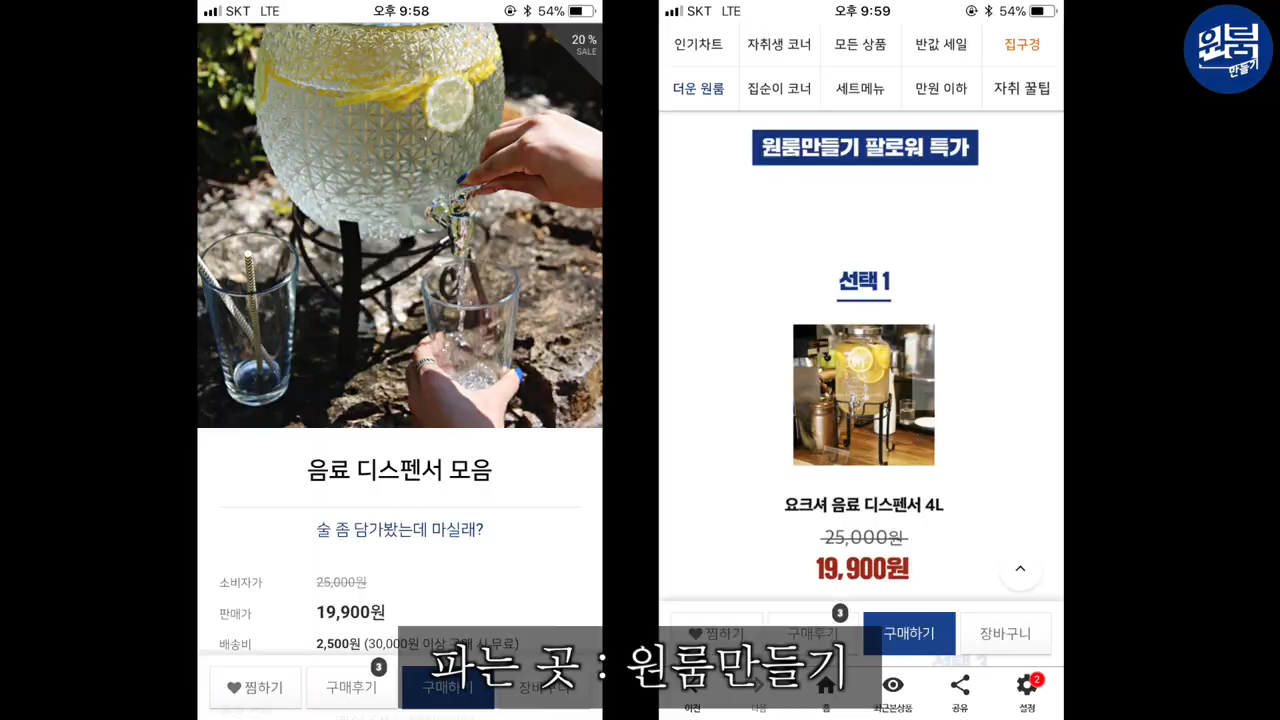 SKT LTE 오후 9:58 54%
20 %
SALE
음료 디스펜서 모음
술 좀 담가봤는데 마실래?
소비자가 25,000원
판매가 19,900원
배송비 2,500원 (30,000원 이상 구매 시 무료)
찜하기 구매후기 3 구매하기 장바구니
SKT LTE 오후 9:59 54%
인기차트 자취생 코너 모든 상품 반값 세일 집구경
더운 원룸 집순이 코너 세트메뉴 만원 이하 자취 꿀팁
원룸만들기 팔로워 특가
선택 1
요크셔 음료 디스펜서 4L
25,000원
19,900원
찜하기 구매후기 3 구매하기 장바구니
이전 다음 홈 최근본상품 공유 설정 2
파는 곳 : 원룸만들기
원룸
만들기